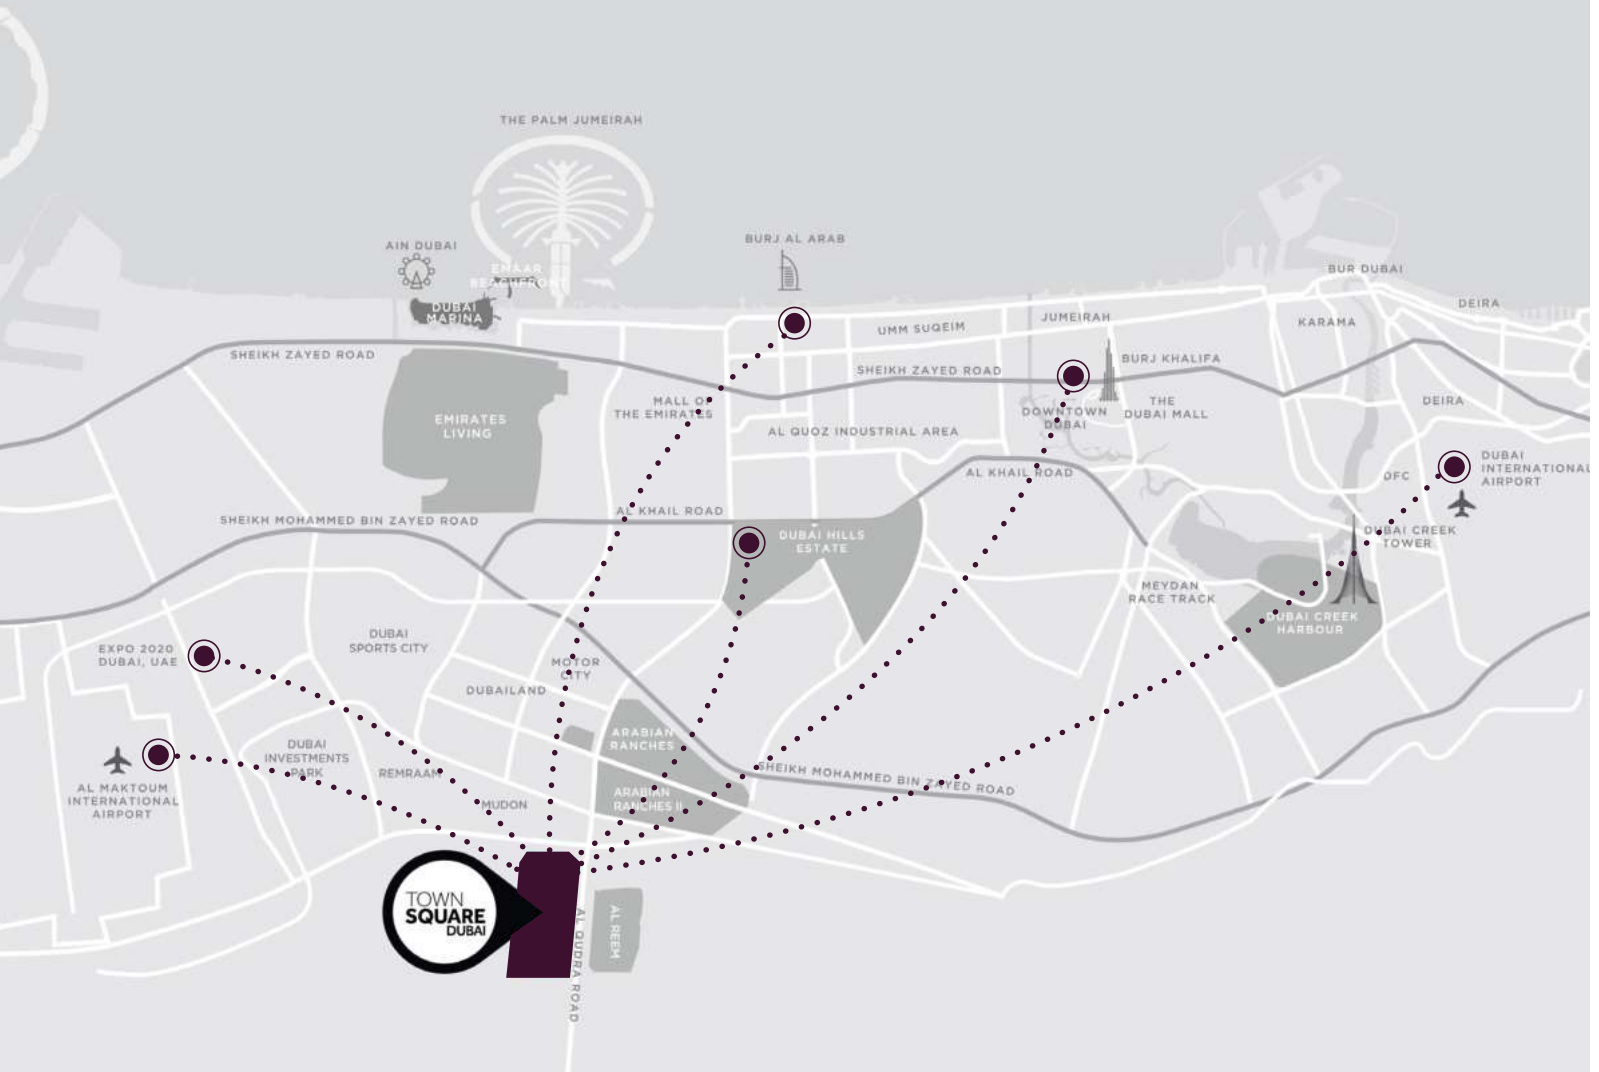 THE PALM JUMEIRAH
AIN DUBAI
BURJ AL ARAB
EMAAR
BEACHFRONT
DUBAI
MARINA
BUR DUBAI
DEIRA
JUMEIRAH
UMM SUQEIM
KARAMA
SHEIKH ZAYED ROAD
SHEIKH ZAYED ROAD
BURJ KHALIFA
MALL OF
THE EMIRATES
DOWNTOWN
DUBAI
THE
DUBAI MALL
DEIRA
EMIRATES
LIVING
AL QUOZ INDUSTRIAL AREA
AL KHAIL ROAD
DFC
DUBAI
INTERNATIONAL
AIRPORT
SHEIKH MOHAMMED BIN ZAYED ROAD
AL KHAIL ROAD
DUBAI HILLS
ESTATE
DUBAI CREEK
TOWER
MEYDAN
RACE TRACK
DUBAI CREEK
HARBOUR
EXPO 2020
DUBAI, UAE
DUBAI
SPORTS CITY
MOTOR
CITY
DUBAILAND
ARABIAN
RANCHES
DUBAI
INVESTMENTS
PARK
REMRAAM
SHEIKH MOHAMMED BIN ZAYED ROAD
AL MAKTOUM
INTERNATIONAL
AIRPORT
MUDON
ARABIAN
RANCHES II
TOWN
SQUARE
DUBAI
AL REEM
AL QUDRA ROAD